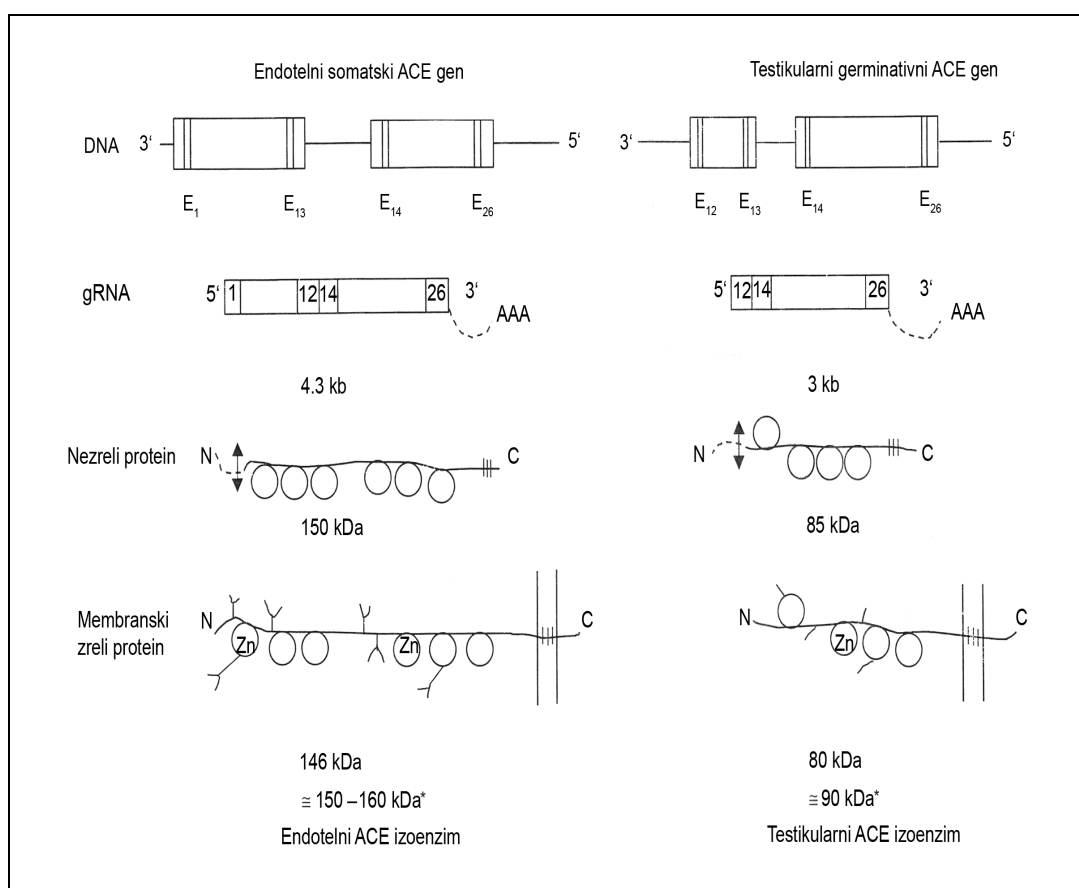 Endotelni somatski ACE gen
Testikularni germinativni ACE gen
DNA 3‘ 5‘ 3‘ 5‘
E1 E13 E14 E26 E12 E13 E14 E26
gRNA 5‘ 1 12 14 26 3‘ AAA 5‘ 12 14 26 3‘ AAA
4.3 kb 3 kb
Nezreli protein N C N C
150 kDa 85 kDa
Membranski
zreli protein
N Zn Zn C N Zn C
146 kDa 80 kDa
≅ 150 –160 kDa* ≅ 90 kDa*
Endotelni ACE izoenzim Testikularni ACE izoenzim